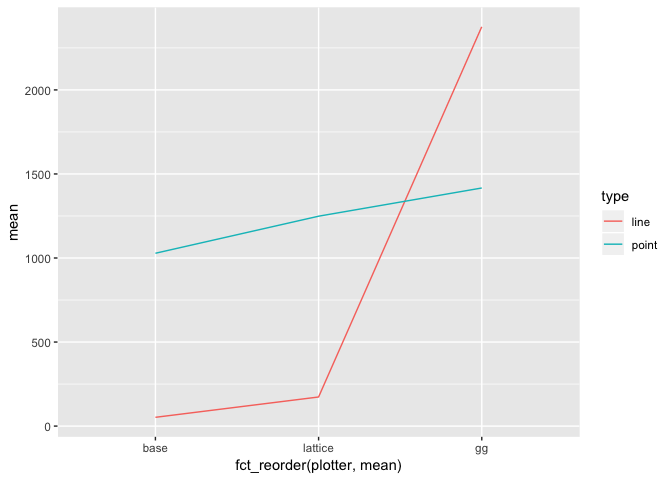 2000
1500
1000
500
0
mean
base
lattice
gg
fct_reorder(plotter, mean)
type
line
point